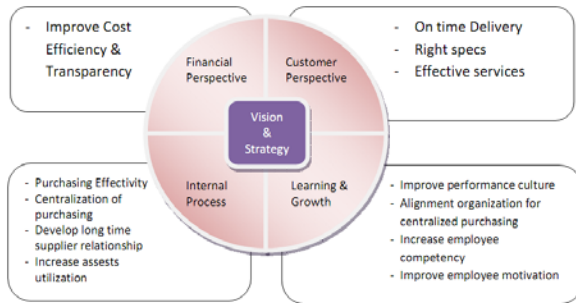 - Improve Cost
Efficiency &
Transparency
- On time Delivery
- Right specs
- Effective services
Financial
Perspective
Customer
Perspective
Vision
&
Strategy
Internal
Process
Learning &
Growth
- Purchasing Effectivity
- Centralization of
purchasing
- Develop long time
supplier relationship
- Increase assests
utilization
- Improve performance culture
- Alignment organization for
centralized purchasing
- Increase employee
competency
- Improve employee motivation